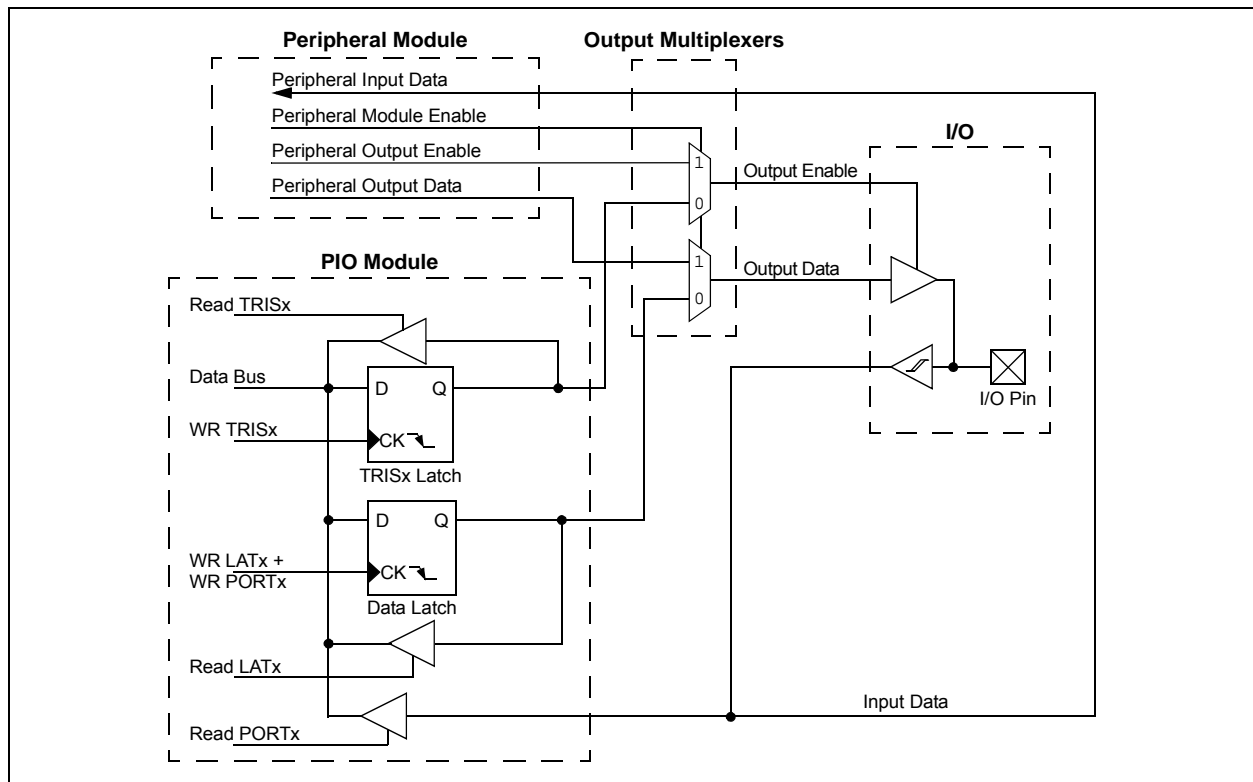 Peripheral Module
Output Multiplexers
Peripheral Input Data
Peripheral Module Enable
Peripheral Output Enable
Peripheral Output Data
1
0
1
0
Output Enable
Output Data
I/O
I/O Pin
PIO Module
Read TRISx
Data Bus
D Q
WR TRISx
CK
TRISx Latch
D Q
WR LATx +
WR PORTx
CK
Data Latch
Read LATx
Read PORTx
Input Data